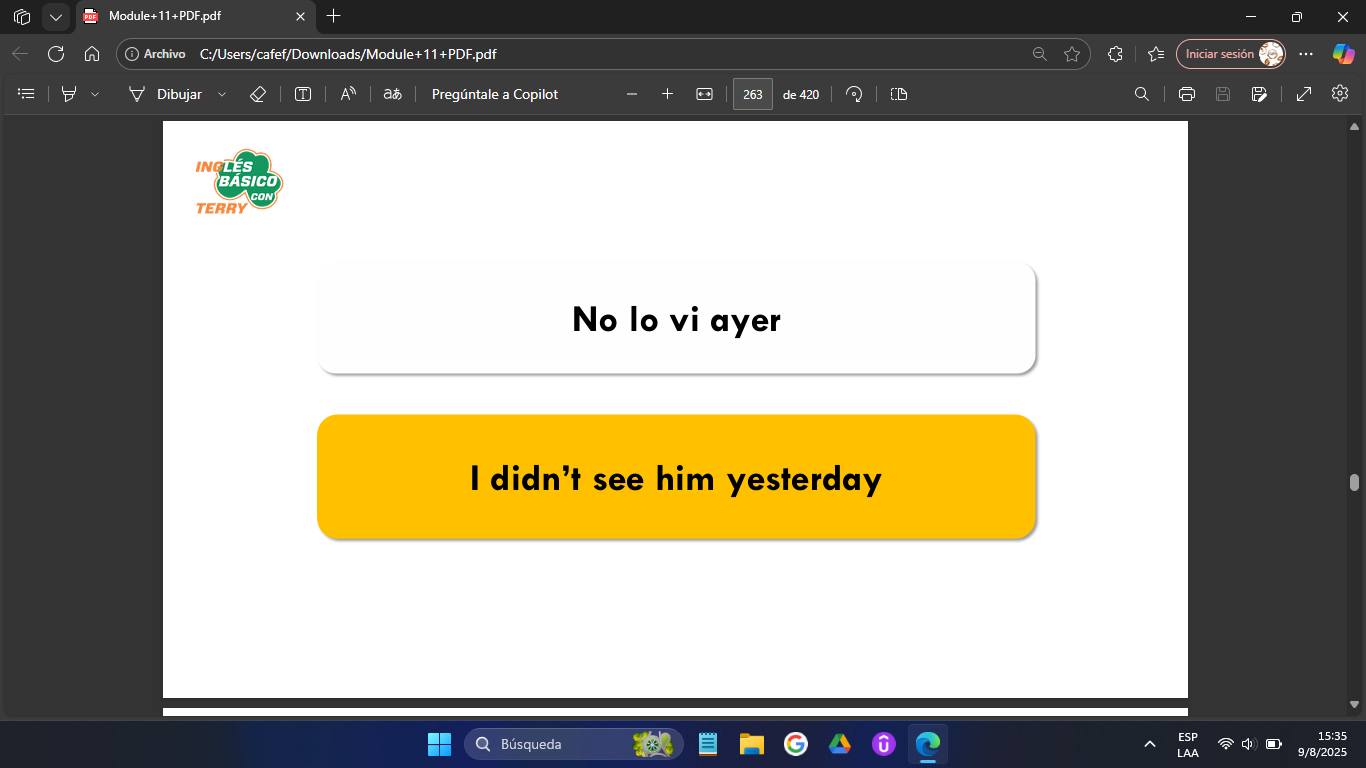 Module+11+PDF.pdf
Archivo C:/Users/cafef/Downloads/Module+11+PDF.pdf Iniciar sesión
Dibujar Pregúntale a Copilot 263 de 420
INGLÉS
BÁSICO
CON
TERRY
No lo vi ayer
I didn’t see him yesterday
Búsqueda
ESP
LAA
15:35
9/8/2025